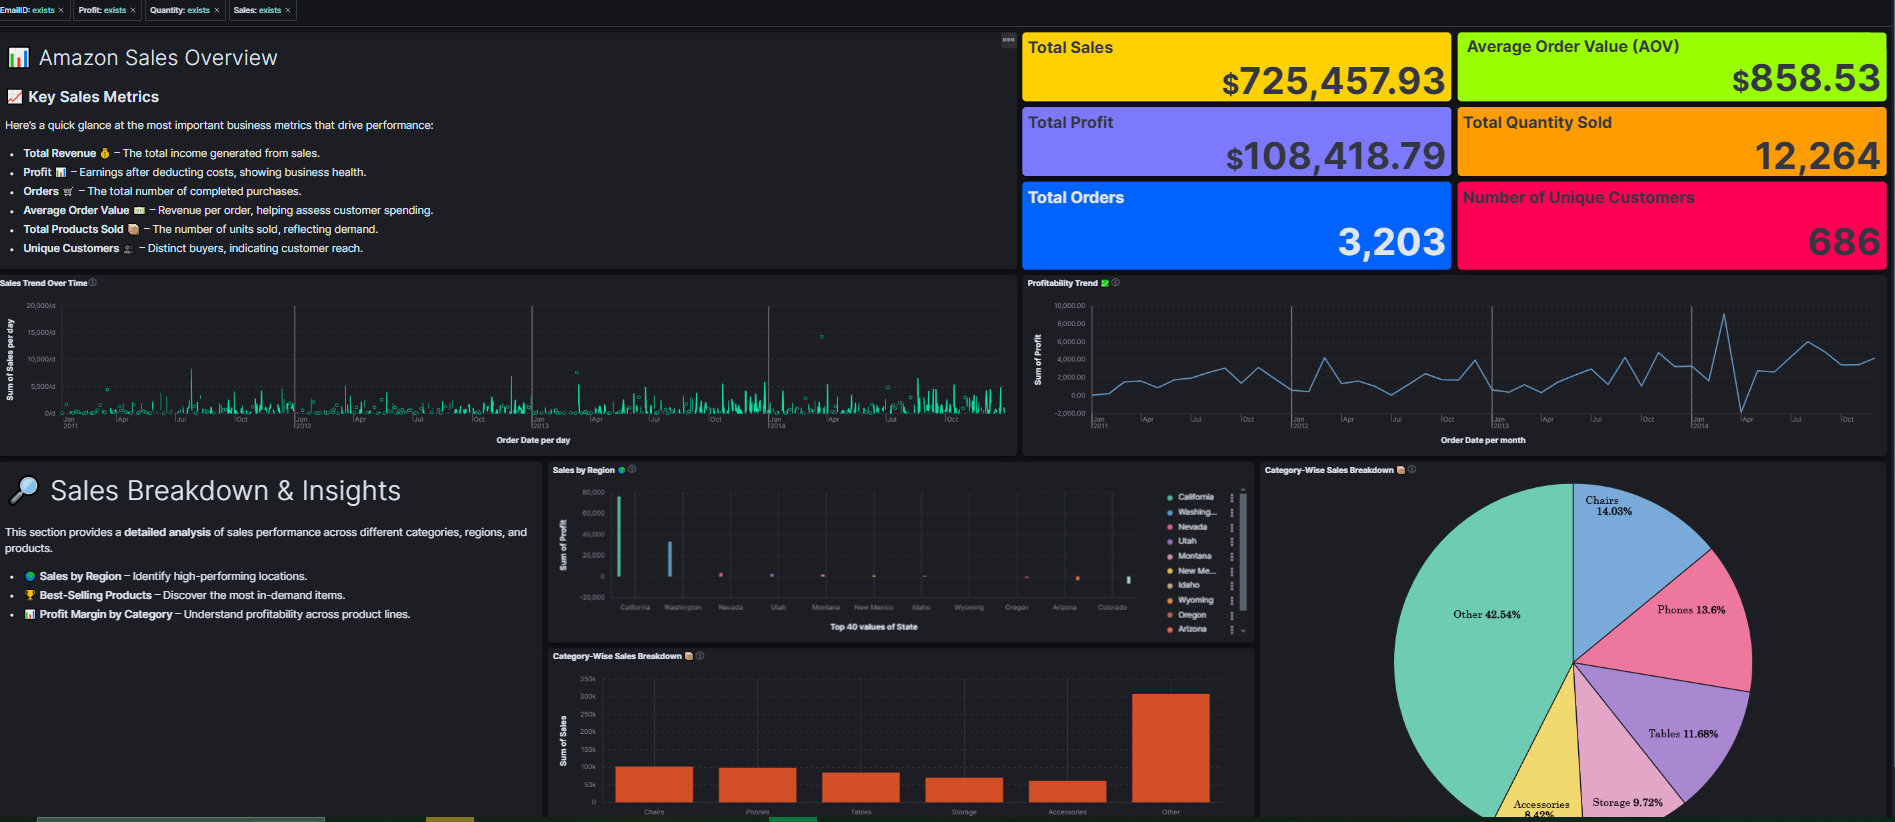 EmailID: exists ×
Profit: exists ×
Quantity: exists ×
Sales: exists ×
Amazon Sales Overview
Key Sales Metrics
Here's a quick glance at the most important business metrics that drive performance:
• Total Revenue – The total income generated from sales.
• Profit – Earnings after deducting costs, showing business health.
• Orders – The total number of completed purchases.
• Average Order Value – Revenue per order, helping assess customer spending.
• Total Products Sold – The number of units sold, reflecting demand.
• Unique Customers – Distinct buyers, indicating customer reach.
Total Sales
$725,457.93
Average Order Value (AOV)
$858.53
Total Profit
$108,418.79
Total Quantity Sold
12,264
Total Orders
3,203
Number of Unique Customers
686
Sales Trend Over Time
Sum of Sales per day
20,000/d
15,000/d
10,000/d
5,000/d
0/d
Jan Apr Jul Oct Jan Apr Jul Oct Jan Apr Jul Oct Jan Apr Jul Oct
2011 2012 2013 2014
Order Date per day
Profitability Trend
Sum of Profit
10,000.00
8,000.00
6,000.00
4,000.00
2,000.00
0.00
-2,000.00
Jan Apr Jul Oct Jan Apr Jul Oct Jan Apr Jul Oct Jan Apr Jul Oct
2011 2012 2013 2014
Order Date per month
Sales Breakdown & Insights
This section provides a detailed analysis of sales performance across different categories, regions, and
products.
• Sales by Region – Identify high-performing locations.
• Best-Selling Products – Discover the most in-demand items.
• Profit Margin by Category – Understand profitability across product lines.
Sales by Region
Sum of Profit
80,000
60,000
40,000
20,000
0
-20,000
California Washington Nevada Utah Montana New Mexico Idaho Wyoming Oregon Arizona Colorado
Top 40 values of State
California
Washing...
Nevada
Utah
Montana
New Me...
Idaho
Wyoming
Oregon
Arizona
Category-Wise Sales Breakdown
Sum of Sales
350k
300k
250k
200k
150k
100k
50k
0
Chairs Phones Tables Storage Accessories Other
Category-Wise Sales Breakdown
Chairs
14.03%
Phones 13.6%
Tables 11.68%
Storage 9.72%
Accessories
8.42%
Other 42.54%